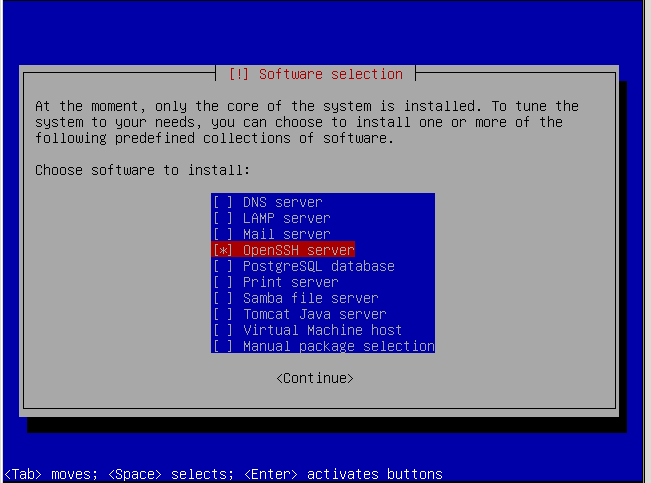 [!] Software selection
At the moment, only the core of the system is installed. To tune the
system to your needs, you can choose to install one or more of the
following predefined collections of software.
Choose software to install:
[ ] DNS server
[ ] LAMP server
[ ] Mail server
[*] OpenSSH server
[ ] PostgreSQL database
[ ] Print server
[ ] Samba file server
[ ] Tomcat Java server
[ ] Virtual Machine host
[ ] Manual package selection
<Continue>
<Tab> moves; <Space> selects; <Enter> activates buttons